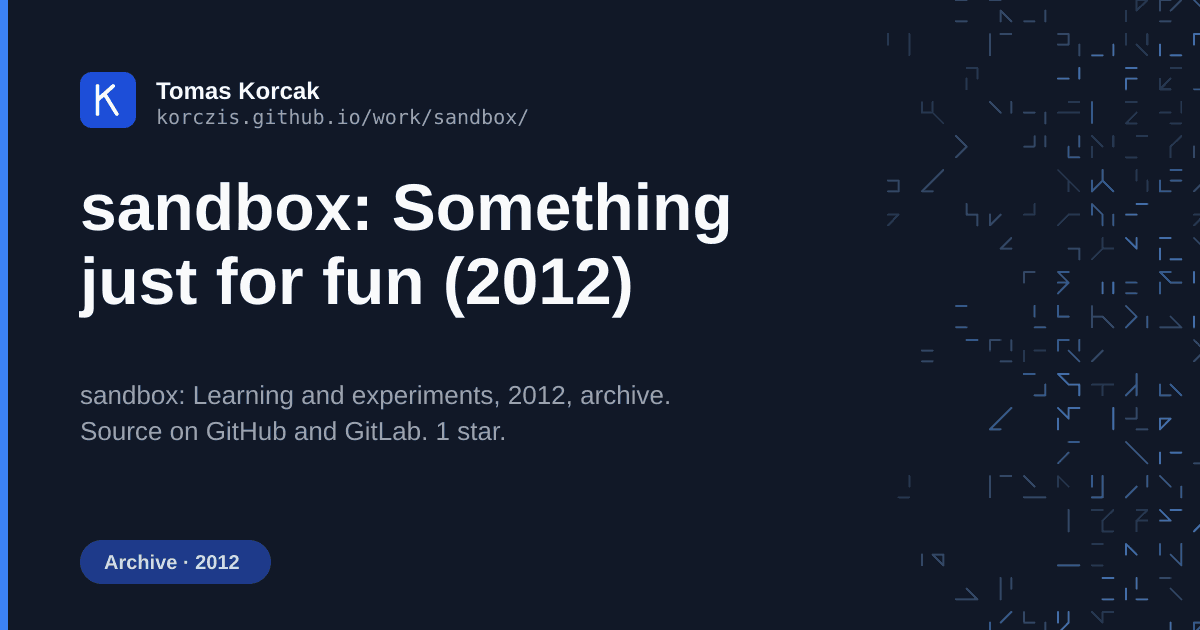 Tomas Korcak
korczis.github.io/work/sandbox/
sandbox: Something
just for fun (2012)
sandbox: Learning and experiments, 2012, archive.
Source on GitHub and GitLab. 1 star.
Archive · 2012